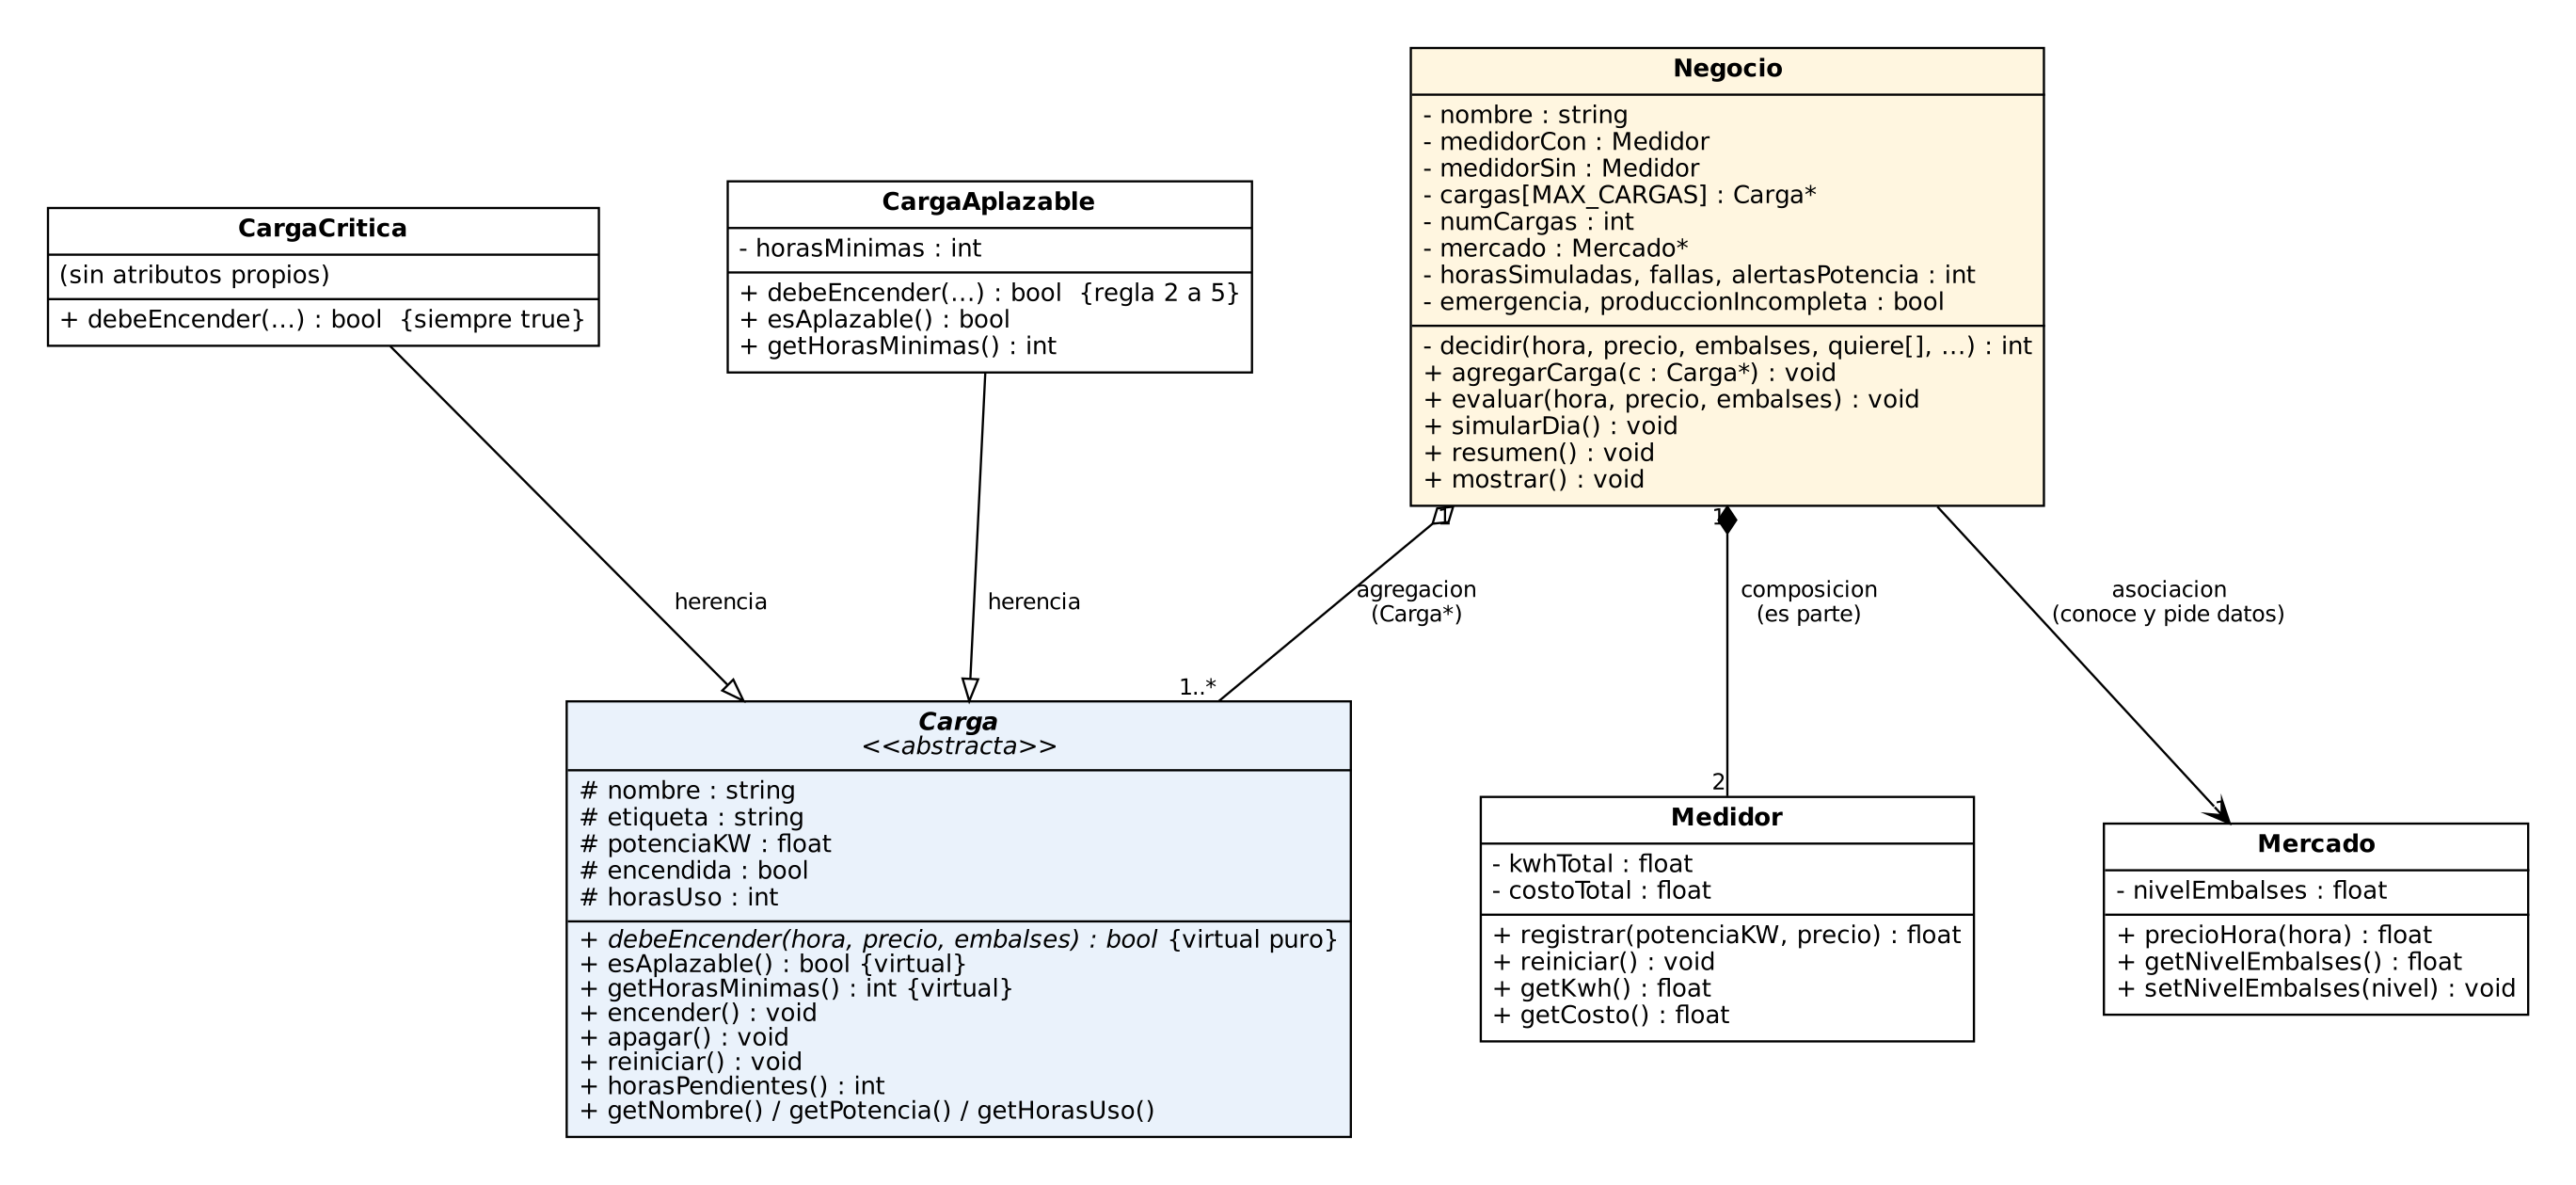 Negocio
- nombre : string
- medidorCon : Medidor
- medidorSin : Medidor
- cargas[MAX_CARGAS] : Carga*
- numCargas : int
- mercado : Mercado*
- horasSimuladas, fallas, alertasPotencia : int
- emergencia, produccionIncompleta : bool
- decidir(hora, precio, embalses, quiere[], ...) : int
+ agregarCarga(c : Carga*) : void
+ evaluar(hora, precio, embalses) : void
+ simularDia() : void
+ resumen() : void
+ mostrar() : void
CargaAplazable
- horasMinimas : int
+ debeEncender(...) : bool {regla 2 a 5}
+ esAplazable() : bool
+ getHorasMinimas() : int
CargaCritica
(sin atributos propios)
+ debeEncender(...) : bool {siempre true}
herencia
herencia
1
agregacion
(Carga*)
1..*
1
composicion
(es parte)
2
asociacion
(conoce y pide datos)
1
Carga
<<abstracta>>
# nombre : string
# etiqueta : string
# potenciaKW : float
# encendida : bool
# horasUso : int
+ debeEncender(hora, precio, embalses) : bool {virtual puro}
+ esAplazable() : bool {virtual}
+ getHorasMinimas() : int {virtual}
+ encender() : void
+ apagar() : void
+ reiniciar() : void
+ horasPendientes() : int
+ getNombre() / getPotencia() / getHorasUso()
Medidor
- kwhTotal : float
- costoTotal : float
+ registrar(potenciaKW, precio) : float
+ reiniciar() : void
+ getKwh() : float
+ getCosto() : float
Mercado
- nivelEmbalses : float
+ precioHora(hora) : float
+ getNivelEmbalses() : float
+ setNivelEmbalses(nivel) : void